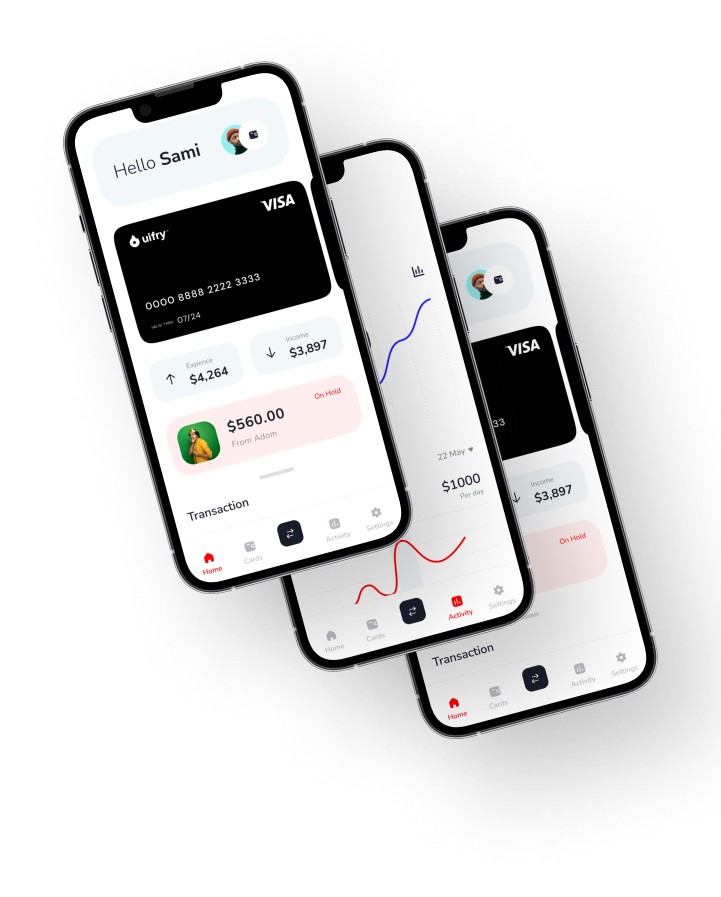 Hello Sami
VISA
uifry
0000 8888 2222 3333
VALID THRU 07/24
Expence
$4,264
Income
$3,897
On Hold
$560.00
From Adom
Transaction
Home
Cards
Activity
Settings
22 May
$1000
Per day
Home
Cards
Activity
Settings
VISA
33
Income
$3,897
On Hold
Transaction
Home
Cards
Activity
Settings